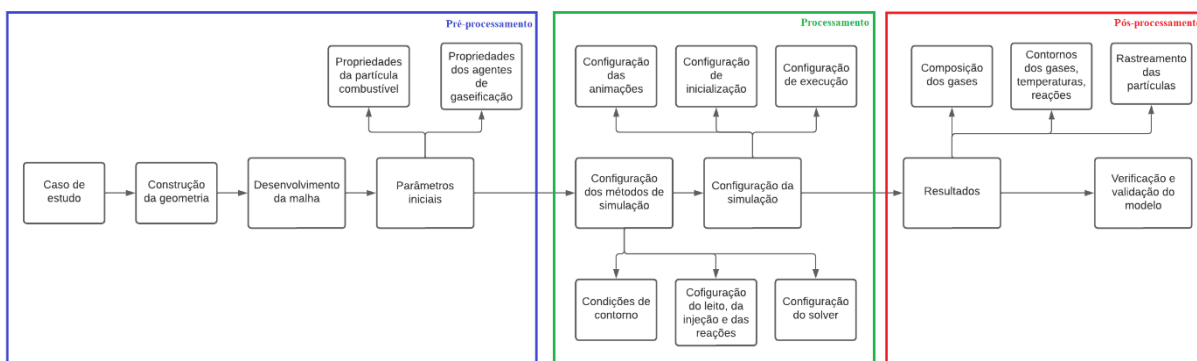 Pré-processamento
Propriedades
da partícula
combustível
Propriedades
dos agentes
de
gaseificação
Caso de
estudo
Construção
da geometria
Desenvolvimento
da malha
Parâmetros
iniciais
Processamento
Configuração
das
animações
Configuração
de
inicialização
Configuração
de execução
Configuração
dos métodos de
simulação
Configuração da
simulação
Condições de
contorno
Cofiguração
do leito, da
injeção e das
reações
Configuração
do solver
Pós-processamento
Composição
dos gases
Contornos
dos gases,
temperaturas,
reações
Rastreamento
das
partículas
Resultados
Verificação e
validação do
modelo